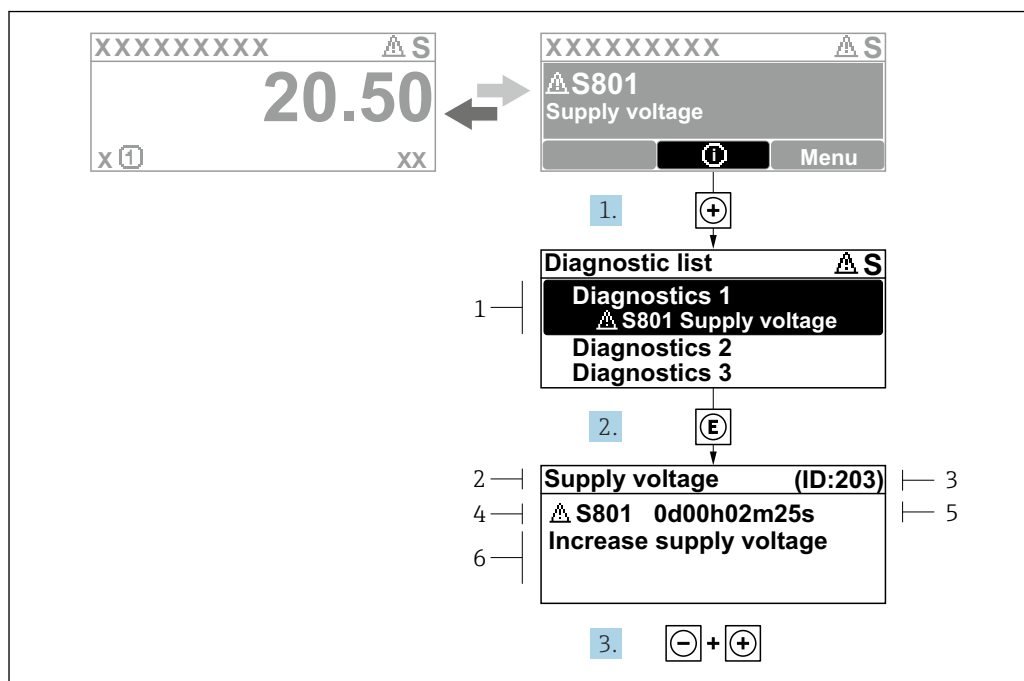 XXXXXXXXX ⚠ S
20.50
X ① XX
XXXXXXXXX ⚠ S
⚠ S801
Supply voltage
ⓘ Menu
1. +
Diagnostic list ⚠ S
1
Diagnostics 1
⚠ S801 Supply voltage
Diagnostics 2
Diagnostics 3
2. E
2 Supply voltage (ID:203) 3
4 ⚠ S801 0d00h02m25s 5
6 Increase supply voltage
3. − + +